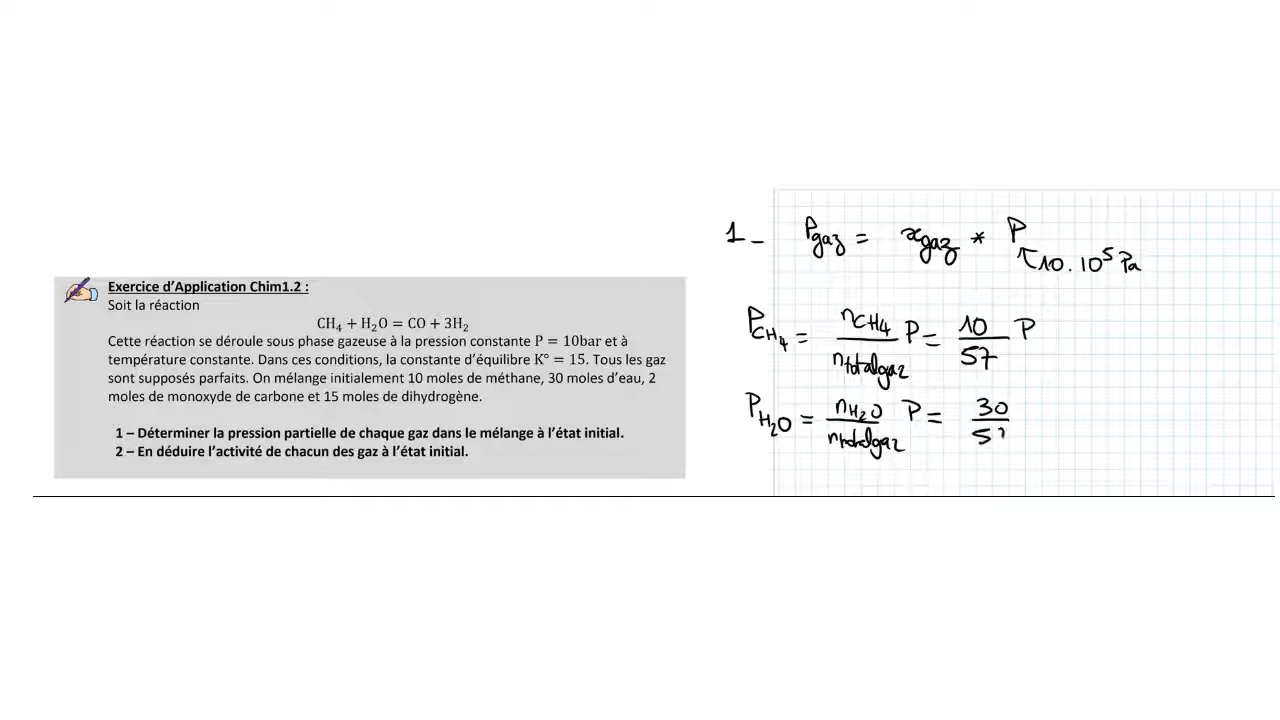 Exercice d'Application Chim1.2 :
Soit la réaction
CH₄ + H₂O = CO + 3H₂
Cette réaction se déroule sous phase gazeuse à la pression constante P = 10bar et à
température constante. Dans ces conditions, la constante d'équilibre K° = 15. Tous les gaz
sont supposés parfaits. On mélange initialement 10 moles de méthane, 30 moles d'eau, 2
moles de monoxyde de carbone et 15 moles de dihydrogène.
1 – Déterminer la pression partielle de chaque gaz dans le mélange à l'état initial.
2 – En déduire l'activité de chacun des gaz à l'état initial.
1 – P_gaz = x_gaz * P
↖10 . 10⁵ Pa
P_CH₄ = n_CH₄ / n_totalgaz P = 10 / 57 P
P_H₂O = n_H₂O / n_totalgaz P = 30 / 5